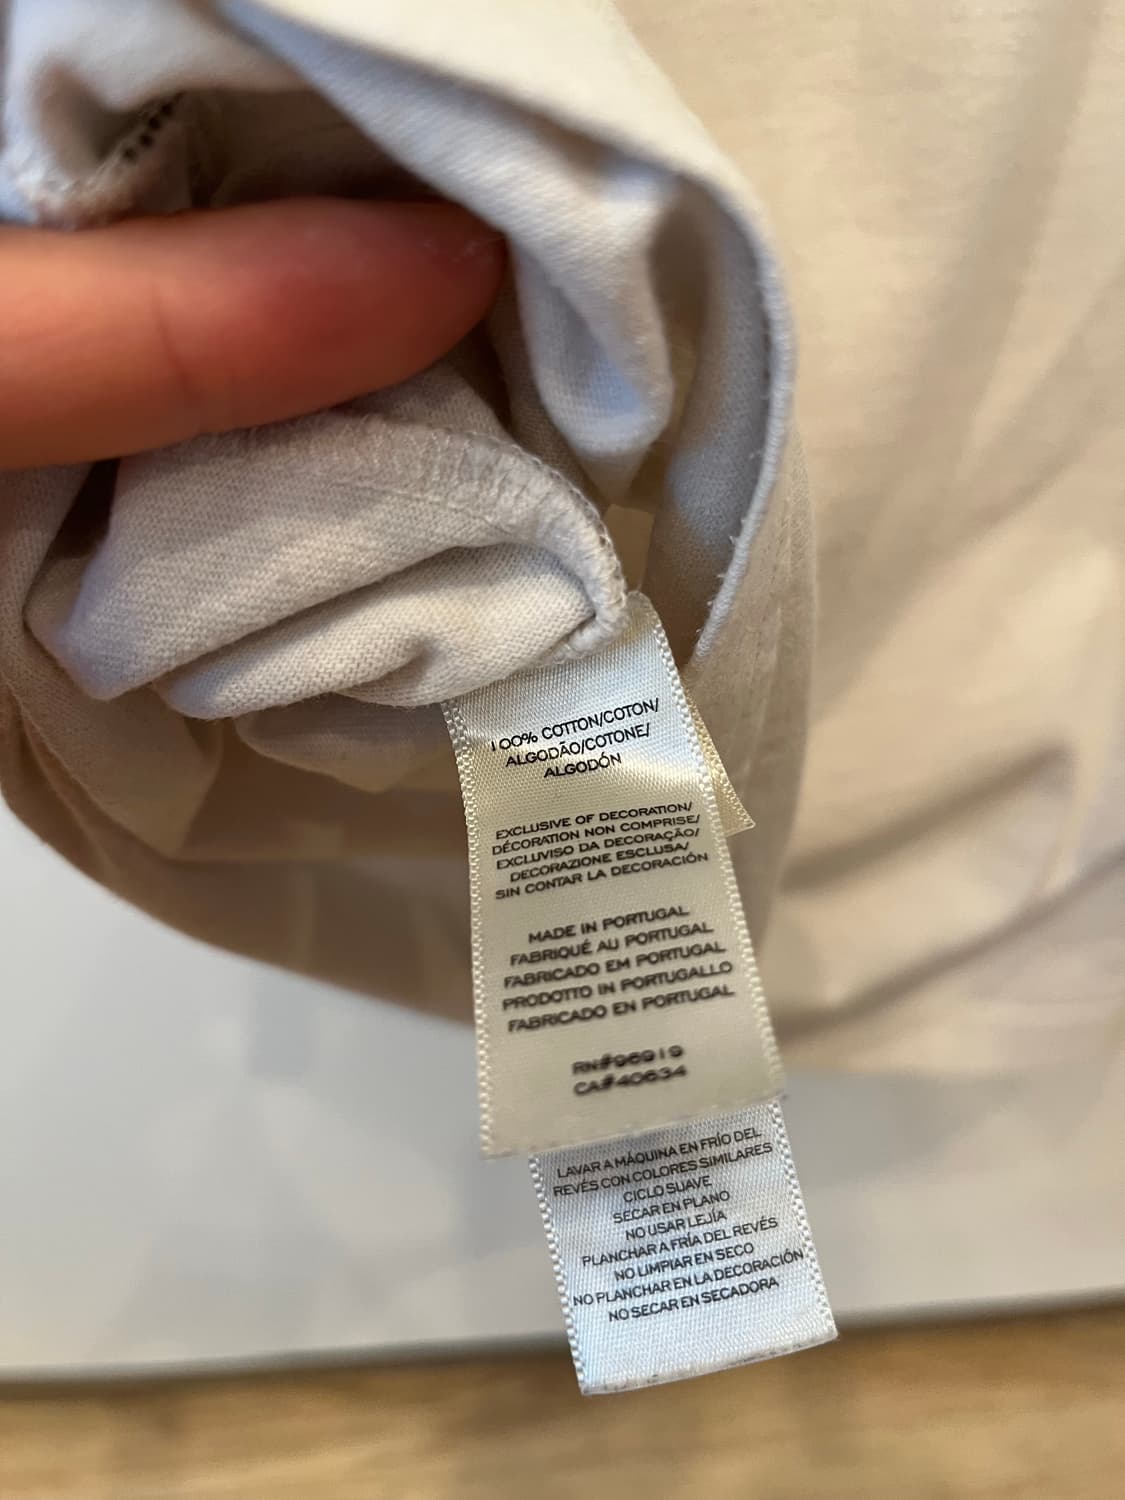 100% COTTON/COTON/
ALGODÃO/COTONE/
ALGODÓN
EXCLUSIVE OF DECORATION/
DÉCORATION NON COMPRISE/
EXCLUVISO DA DECORAÇÃO/
DECORAZIONE ESCLUSA/
SIN CONTAR LA DECORACIÓN
MADE IN PORTUGAL
FABRIQUÉ AU PORTUGAL
FABRICADO EM PORTUGAL
PRODOTTO IN PORTUGALLO
FABRICADO EN PORTUGAL
RN#96919
CA#40634
LAVAR A MÁQUINA EN FRÍO DEL
REVÉS CON COLORES SIMILARES
CICLO SUAVE
SECAR EN PLANO
NO USAR LEJÍA
PLANCHAR A FRÍA DEL REVÉS
NO LIMPIAR EN SECO
NO PLANCHAR EN LA DECORACIÓN
NO SECAR EN SECADORA